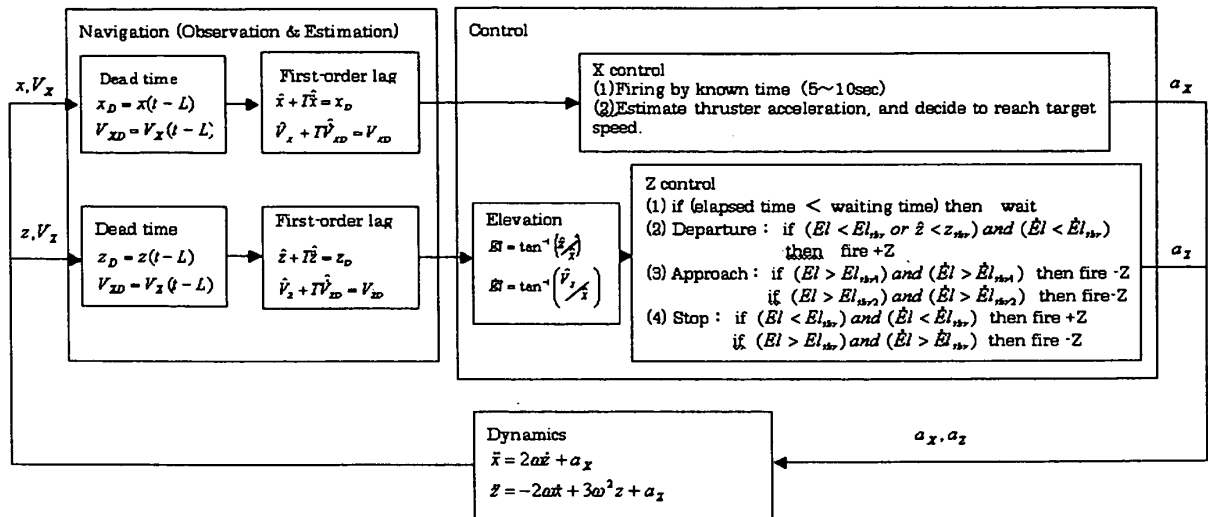 Navigation (Observation & Estimation)
Control
x, V_X
Dead time
x_D = x(t − L)
V_XD = V_X(t − L)
First-order lag
x̂ + Tẋ̂ = x_D
V̂_X + TV̇̂_XD = V_XD
X control
(1)Firing by known time (5~10sec)
(2)Estimate thruster acceleration, and decide to reach target
speed.
a_X
z, V_Z
Dead time
z_D = z(t − L)
V_ZD = V_X(t − L)
First-order lag
ẑ + Tẑ = z_D
V̂_Z + TV̇̂_ZD = V_ZD
Elevation
El = tan⁻¹(ẑ/x̂)
Ėl = tan⁻¹(V̂_Z/x̂)
Z control
(1) if (elapsed time < waiting time) then wait
(2) Departure : if (El < El_thr or ẑ < z_thr) and (Ėl < Ėl_thr)
then fire +Z
(3) Approach : if (El > El_thr1) and (Ėl > Ėl_thr1) then fire -Z
if (El > El_thr2) and (Ėl > Ėl_thr2) then fire-Z
(4) Stop : if (El < El_thr) and (Ėl < Ėl_thr) then fire +Z
if (El > El_thr) and (Ėl > Ėl_thr) then fire -Z
a_Z
Dynamics
ẍ = 2ωż + a_X
z̈ = −2ωẋ + 3ω²z + a_Z
a_X, a_Z